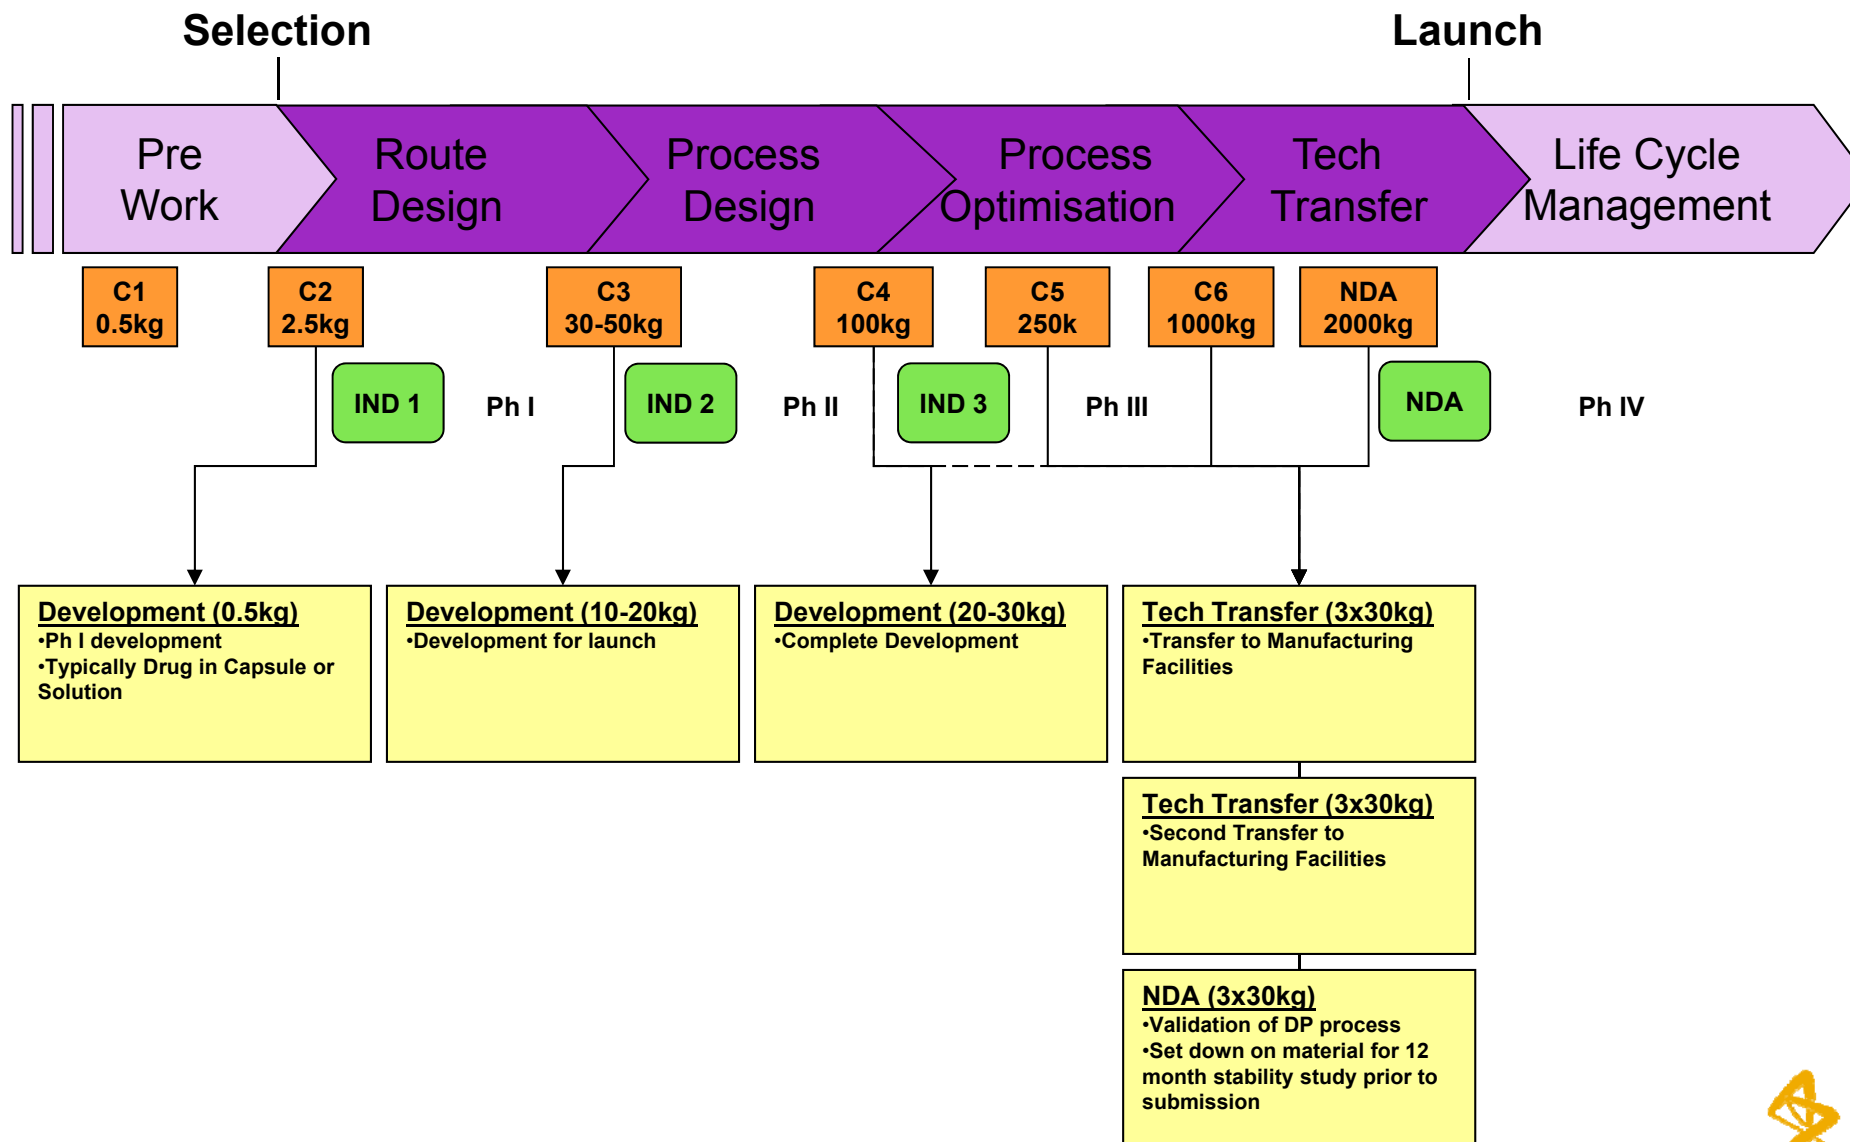 Selection
Launch
Pre
Work
Route
Design
Process
Design
Process
Optimisation
Tech
Transfer
Life Cycle
Management
C1
0.5kg
C2
2.5kg
C3
30-50kg
C4
100kg
C5
250k
C6
1000kg
NDA
2000kg
IND 1
Ph I
IND 2
Ph II
IND 3
Ph III
NDA
Ph IV
Development (0.5kg)
•Ph I development
•Typically Drug in Capsule or
Solution
Development (10-20kg)
•Development for launch
Development (20-30kg)
•Complete Development
Tech Transfer (3x30kg)
•Transfer to Manufacturing
Facilities
Tech Transfer (3x30kg)
•Second Transfer to
Manufacturing Facilities
NDA (3x30kg)
•Validation of DP process
•Set down on material for 12
month stability study prior to
submission